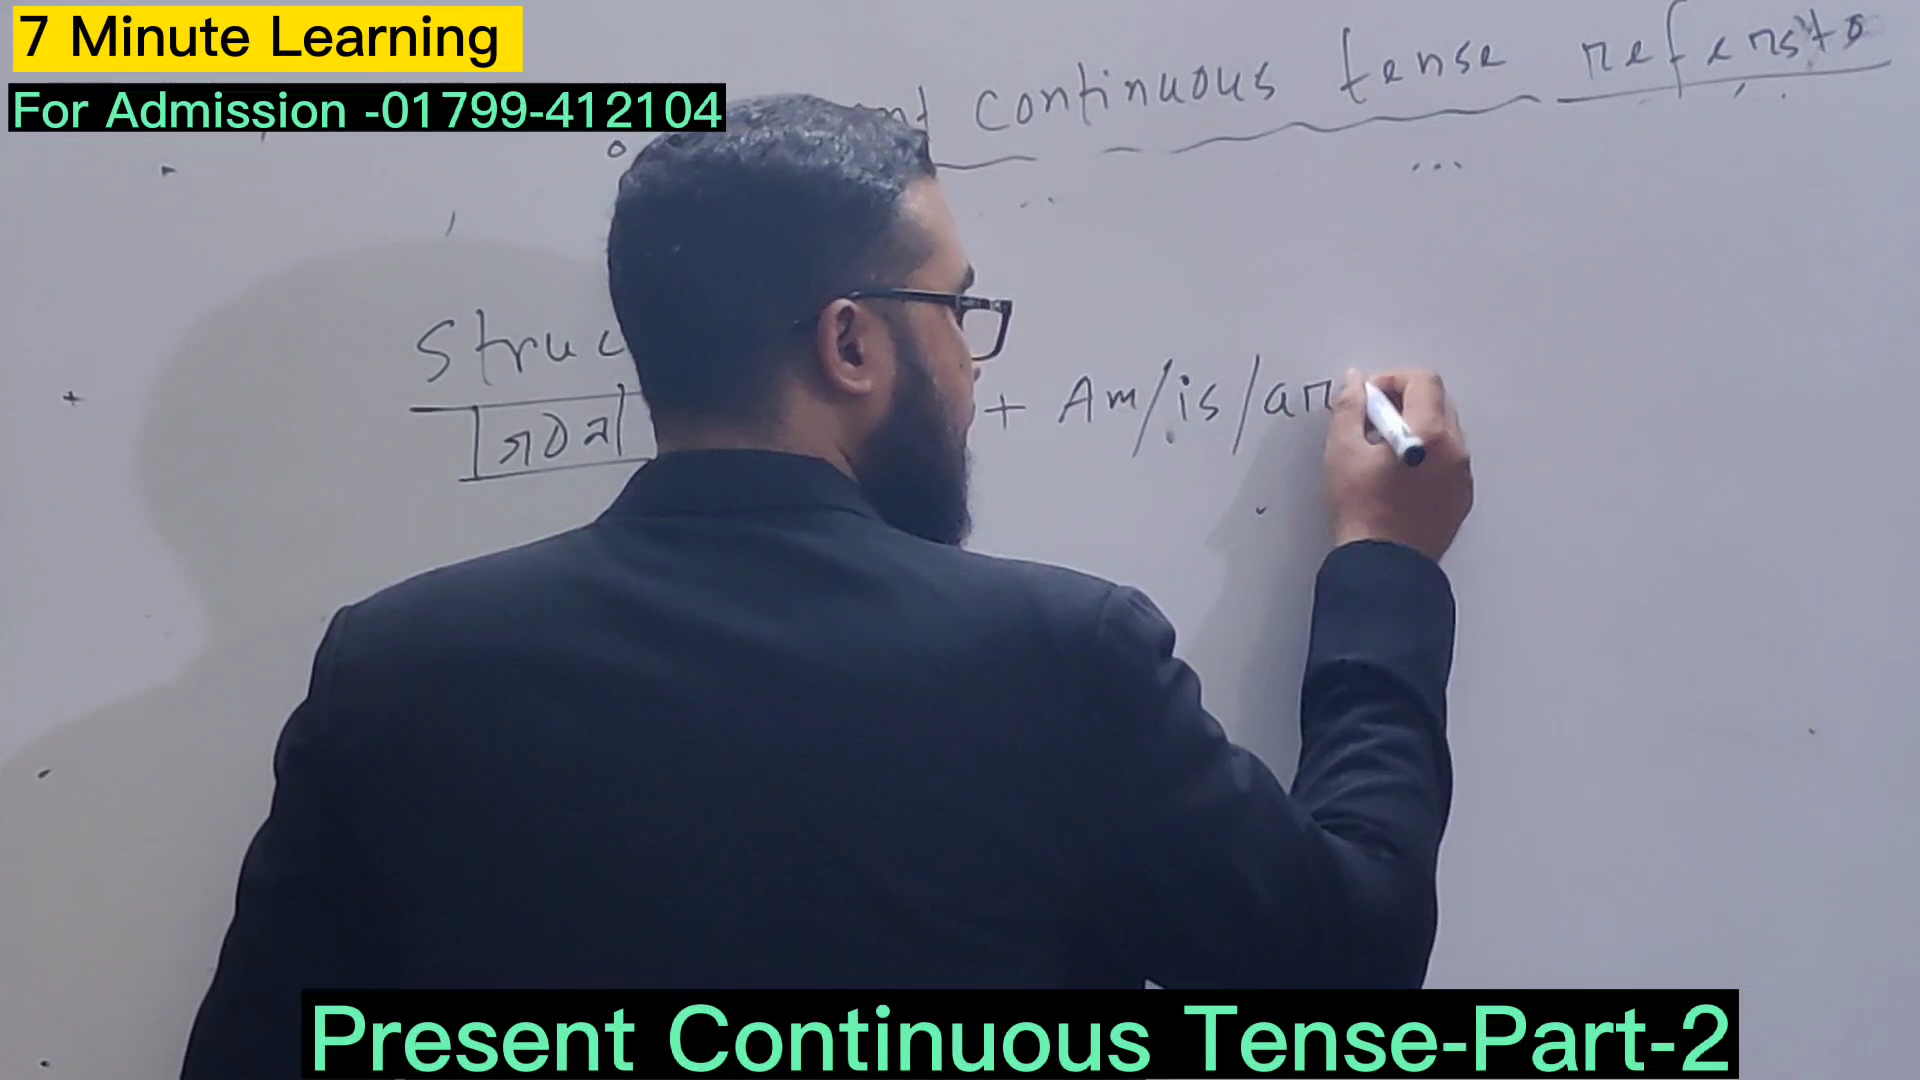 7 Minute Learning
For Admission -01799-412104
continuous tense refers to
Struc
গঠন
+ Am/is/ar
Present Continuous Tense-Part-2